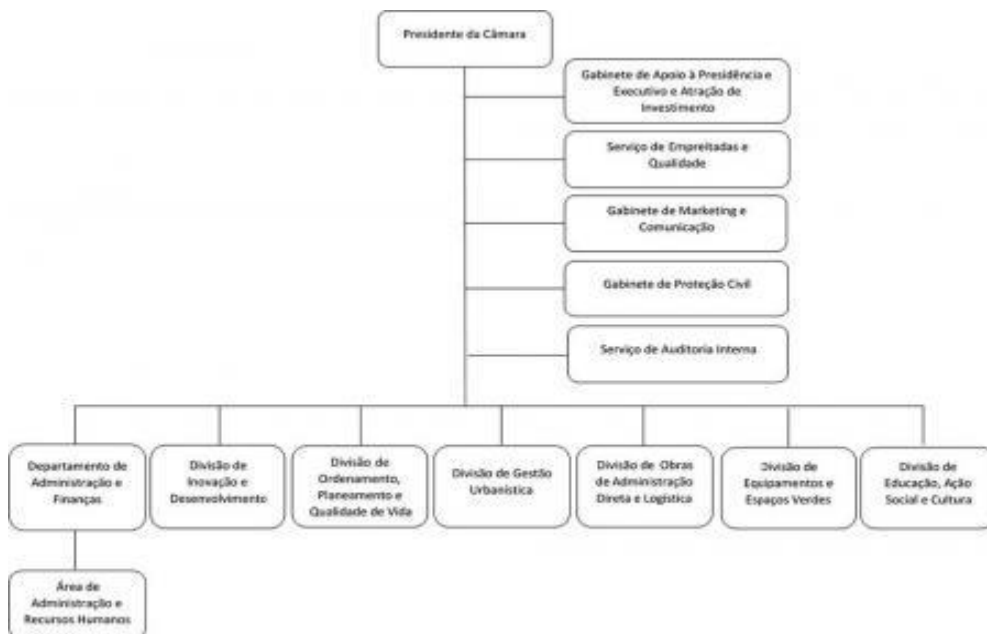 Presidente da Câmara
Gabinete de Apoio à Presidência e
Executivo e Atração de
Investimento
Serviço de Empreitadas e
Qualidade
Gabinete de Marketing e
Comunicação
Gabinete de Proteção Civil
Serviço de Auditoria Interna
Departamento de
Administração e
Finanças
Divisão de
Inovação e
Desenvolvimento
Divisão de
Ordenamento,
Planeamento e
Qualidade de Vida
Divisão de Gestão
Urbanística
Divisão de Obras
de Administração
Direta e Logística
Divisão de
Equipamentos e
Espaços Verdes
Divisão de
Educação, Ação
Social e Cultura
Área de
Administração e
Recursos Humanos